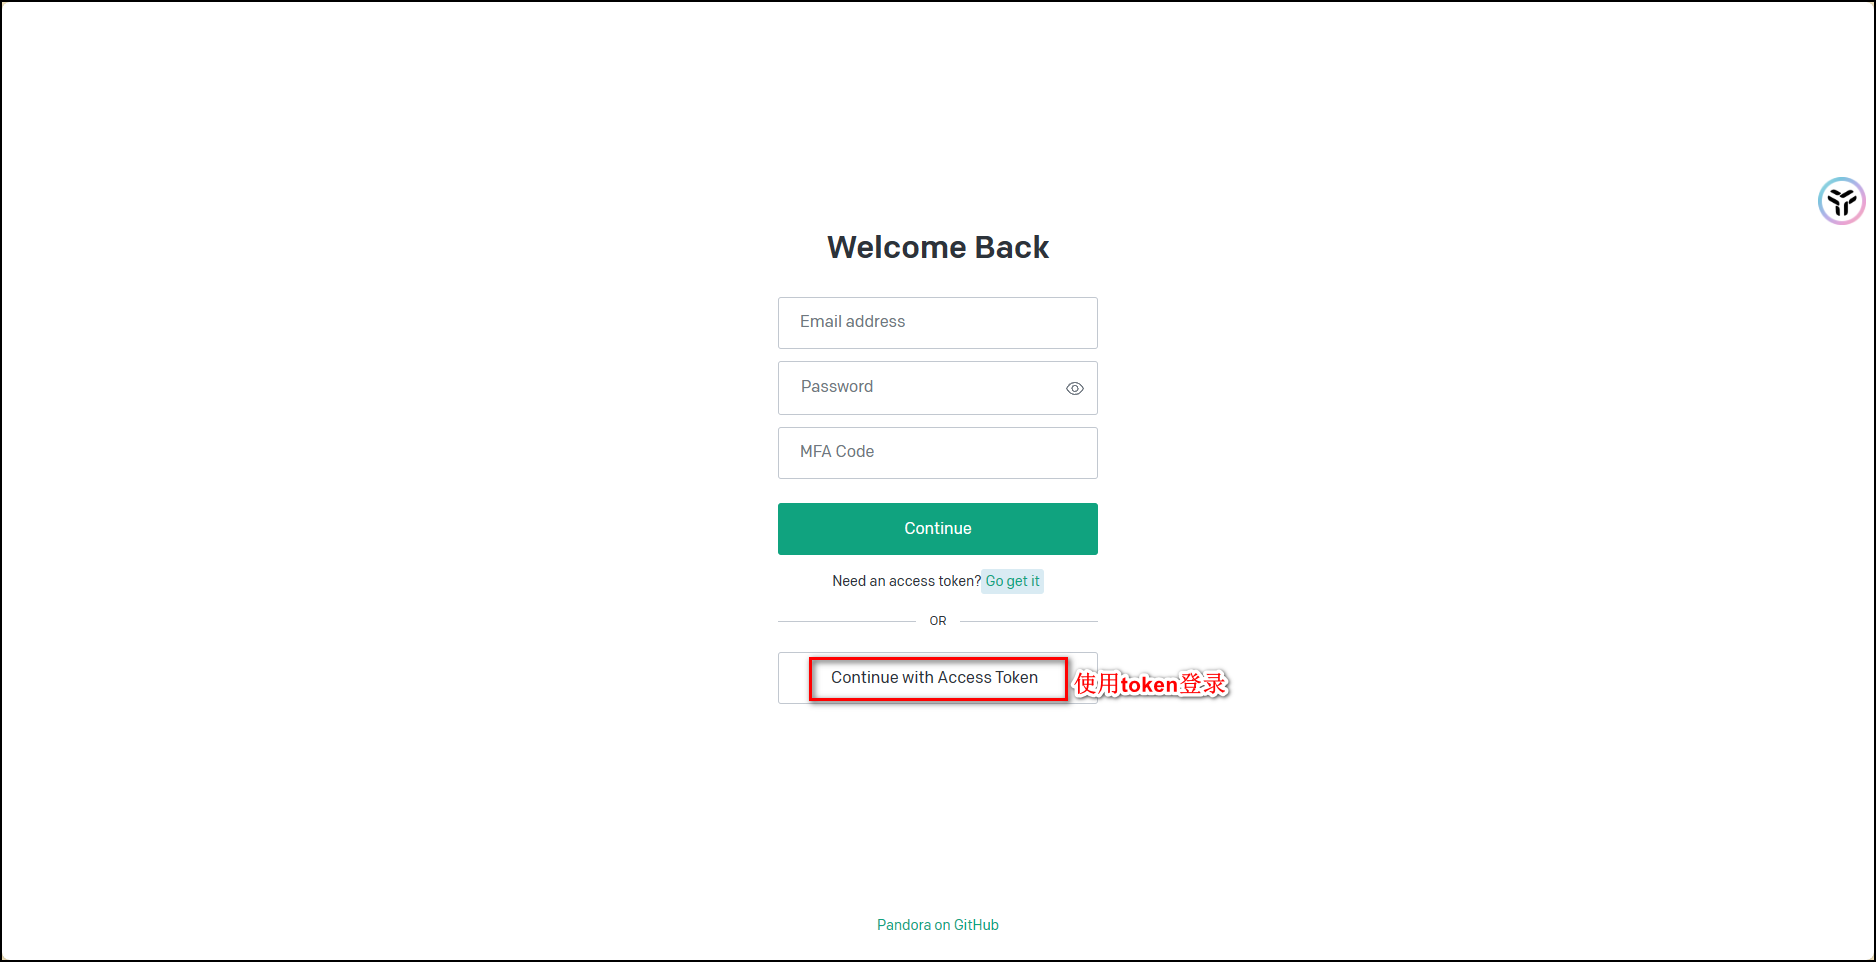 Welcome Back
Email address
Password
MFA Code
Continue
Need an access token? Go get it
OR
Continue with Access Token
使用token登录
Pandora on GitHub